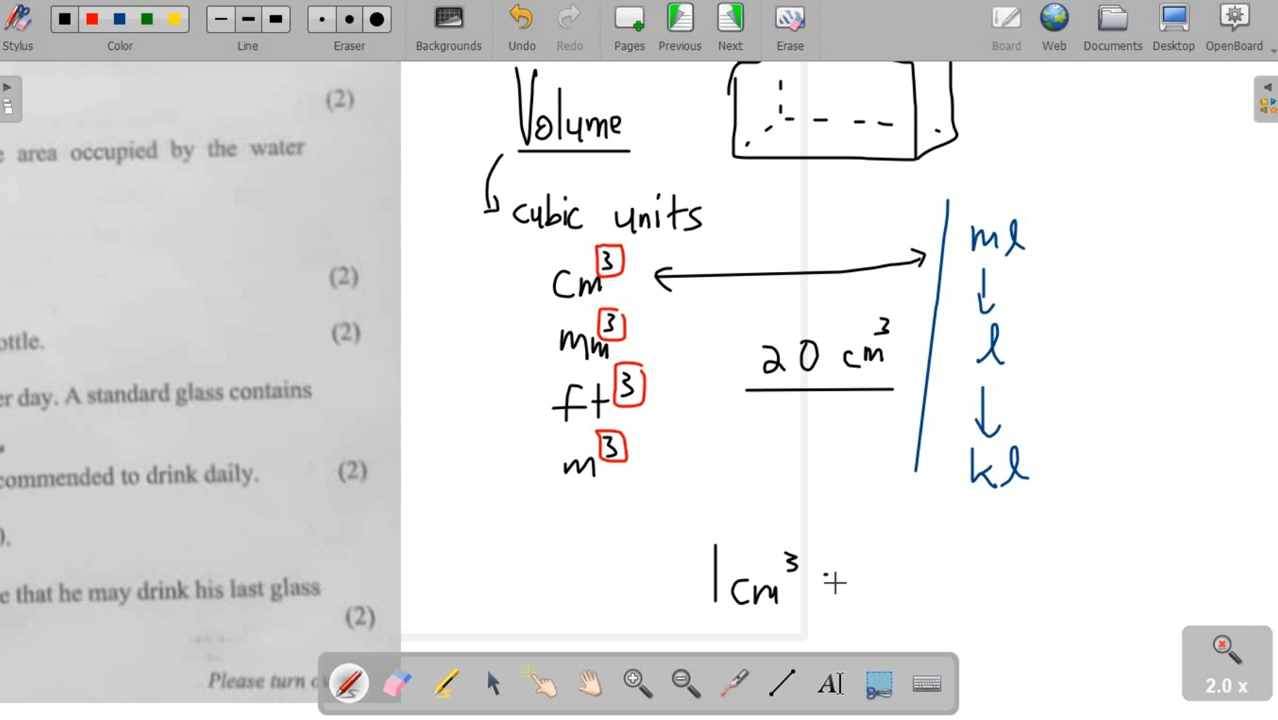 Stylus Color Line Eraser Backgrounds Undo Redo Pages Previous Next Erase Board Web Documents Desktop OpenBoard
(2)
area occupied by the water
(2)
ottle. (2)
er day. A standard glass contains
commended to drink daily. (2)
).
e that he may drink his last glass
(2)
Please turn
Volume
cubic units
cm³
mm³
ft³
m³
20 cm³
ml
l
kl
1cm³
AI
2.0 x